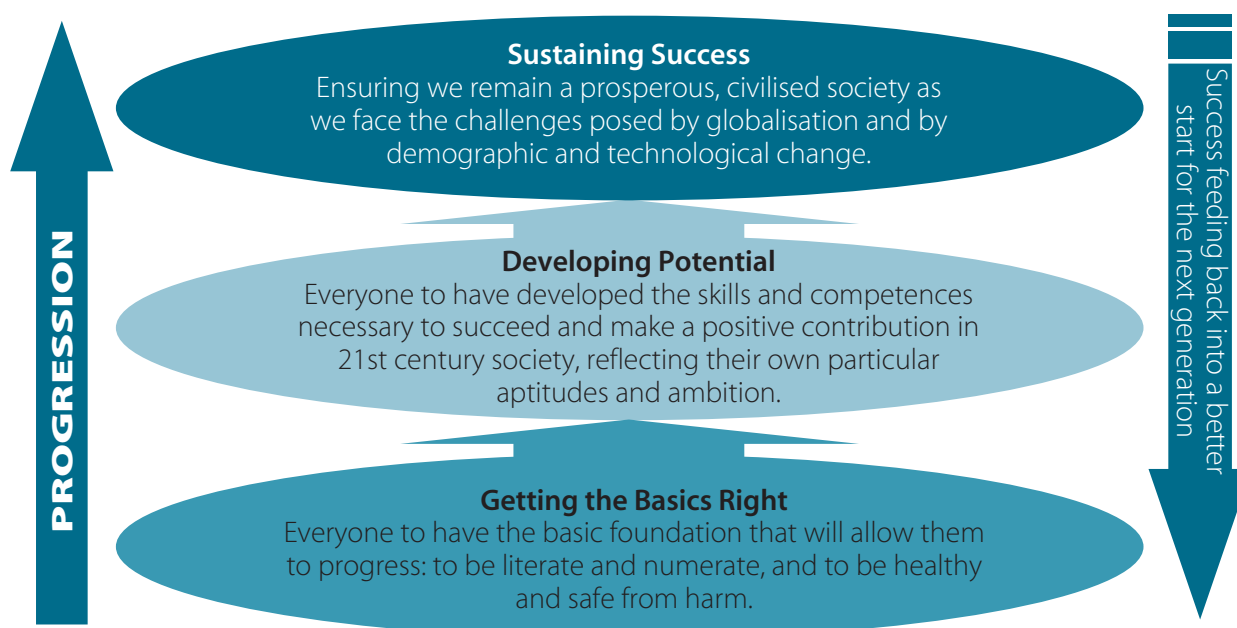 PROGRESSION
Sustaining Success
Ensuring we remain a prosperous, civilised society as
we face the challenges posed by globalisation and by
demographic and technological change.
Developing Potential
Everyone to have developed the skills and competences
necessary to succeed and make a positive contribution in
21st century society, reflecting their own particular
aptitudes and ambition.
Getting the Basics Right
Everyone to have the basic foundation that will allow them
to progress: to be literate and numerate, and to be healthy
and safe from harm.
Success feeding back into a better
start for the next generation